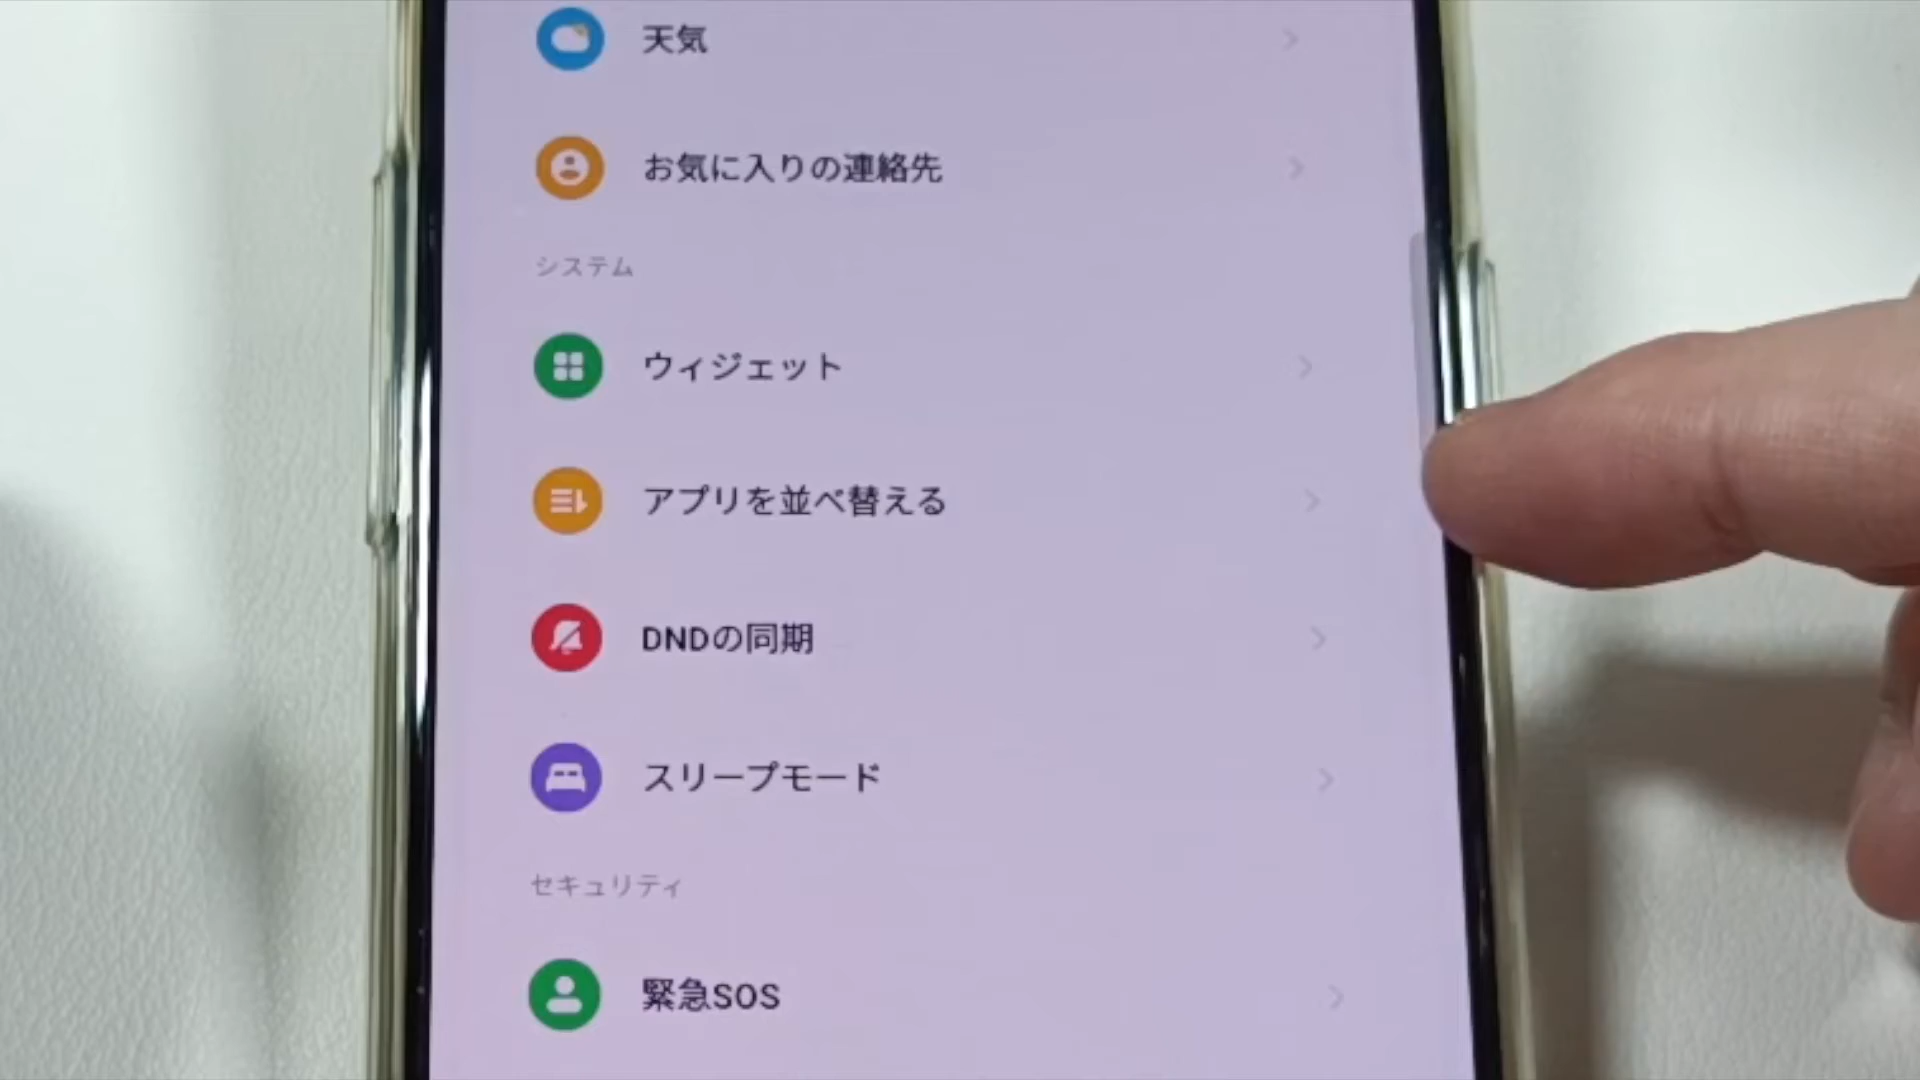 天気
お気に入りの連絡先
システム
ウィジェット
アプリを並べ替える
DNDの同期
スリープモード
セキュリティ
緊急SOS